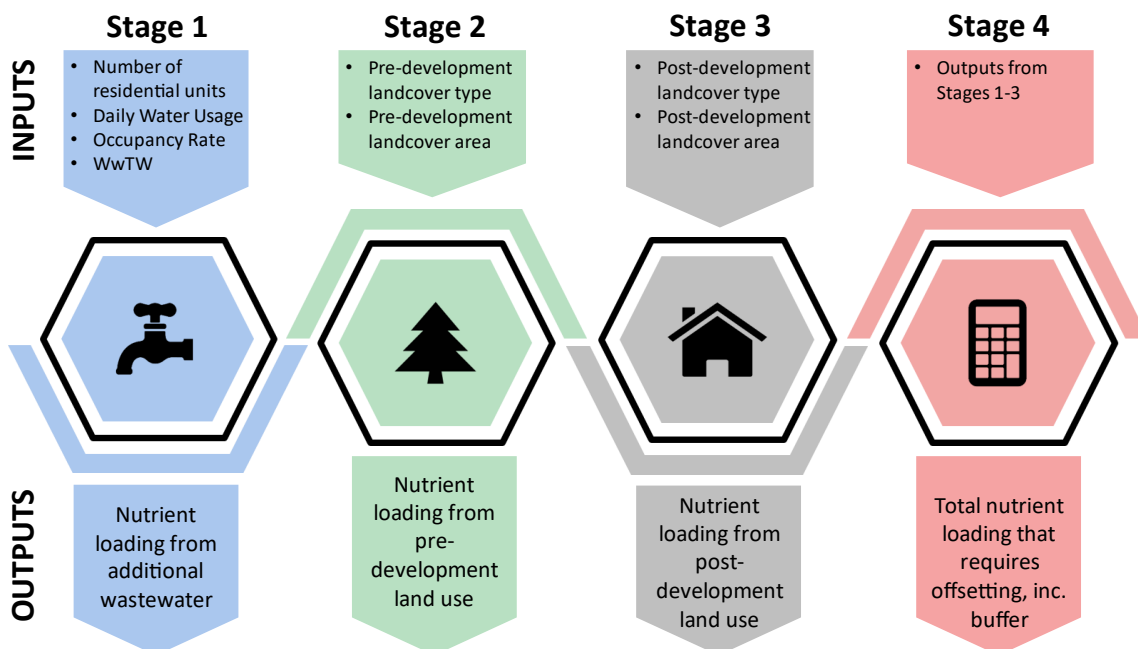 Stage 1
Stage 2
Stage 3
Stage 4
INPUTS
• Number of
residential units
• Daily Water Usage
• Occupancy Rate
• WwTW
• Pre-development
landcover type
• Pre-development
landcover area
• Post-development
landcover type
• Post-development
landcover area
• Outputs from
Stages 1-3
OUTPUTS
Nutrient
loading from
additional
wastewater
Nutrient
loading from
pre-
development
land use
Nutrient
loading from
post-
development
land use
Total nutrient
loading that
requires
offsetting, inc.
buffer